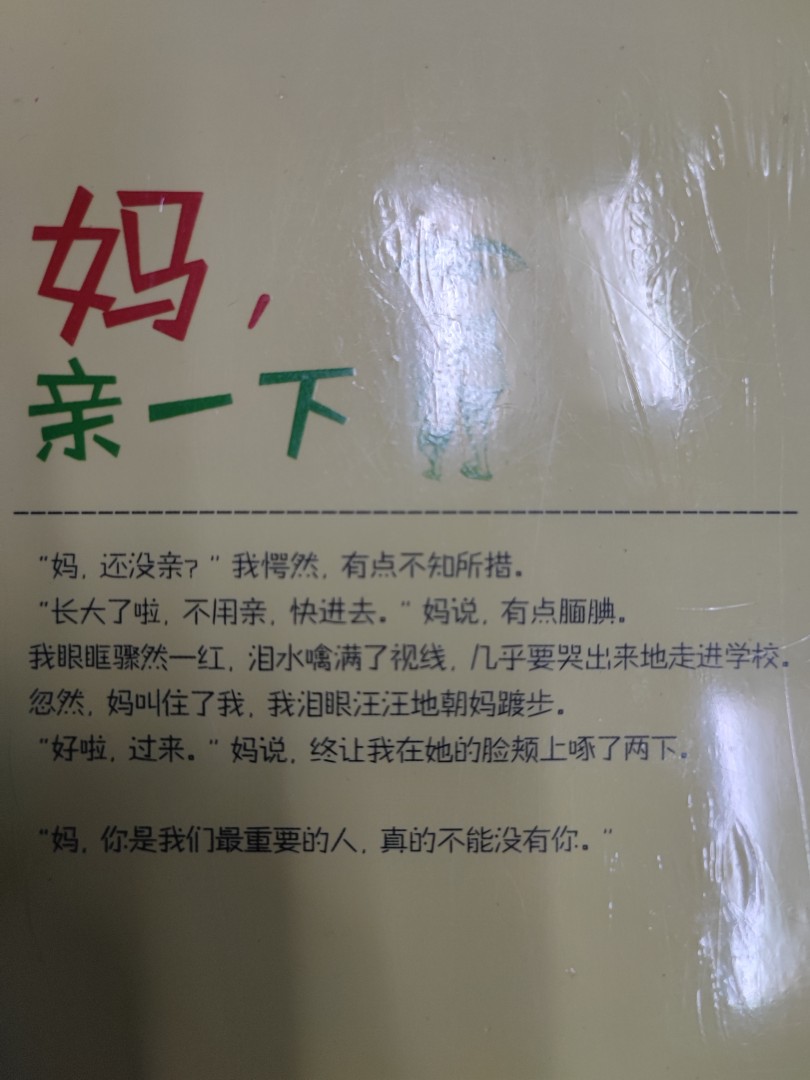 妈，
亲一下
“妈，还没亲？”我愕然，有点不知所措。
“长大了啦，不用亲，快进去。”妈说，有点腼腆。
我眼眶骤然一红，泪水噙满了视线，几乎要哭出来地走进学校。
忽然，妈叫住了我，我泪眼汪汪地朝妈踱步。
“好啦，过来。”妈说，终让我在她的脸颊上啄了两下。
“妈，你是我们最重要的人，真的不能没有你。”